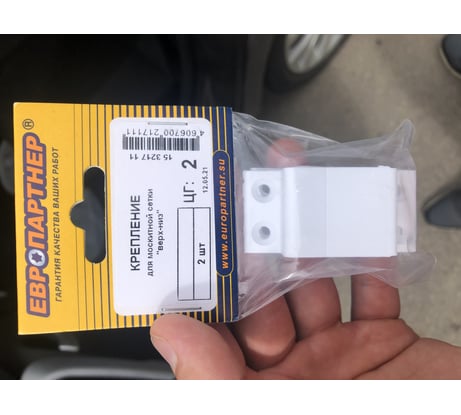 ЕВРОПАРТНЕР®
ГАРАНТИЯ КАЧЕСТВА ВАШИХ РАБОТ
4 606700 217111
15 3217 11
КРЕПЛЕНИЕ
для москитной сетки
"верх-низ"
2 шт
ЦГ: 2
12.05.21
www.europartner.su